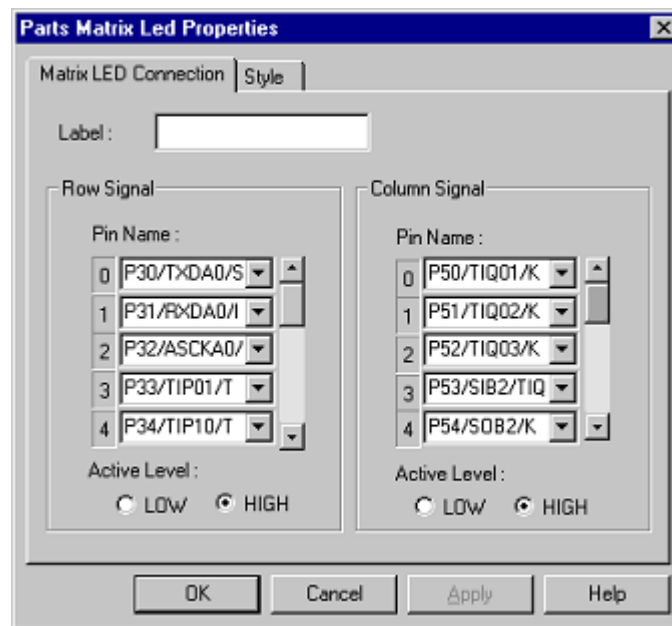 Parts Matrix Led Properties
Matrix LED Connection
Style
Label :
Row Signal
Pin Name :
0 P30/TXDA0/S
1 P31/RXDA0/I
2 P32/ASCKA0/
3 P33/TIP01/T
4 P34/TIP10/T
Active Level :
LOW HIGH
Column Signal
Pin Name :
0 P50/TIQ01/K
1 P51/TIQ02/K
2 P52/TIQ03/K
3 P53/SIB2/TIQ
4 P54/SOB2/K
Active Level :
LOW HIGH
OK Cancel Apply Help